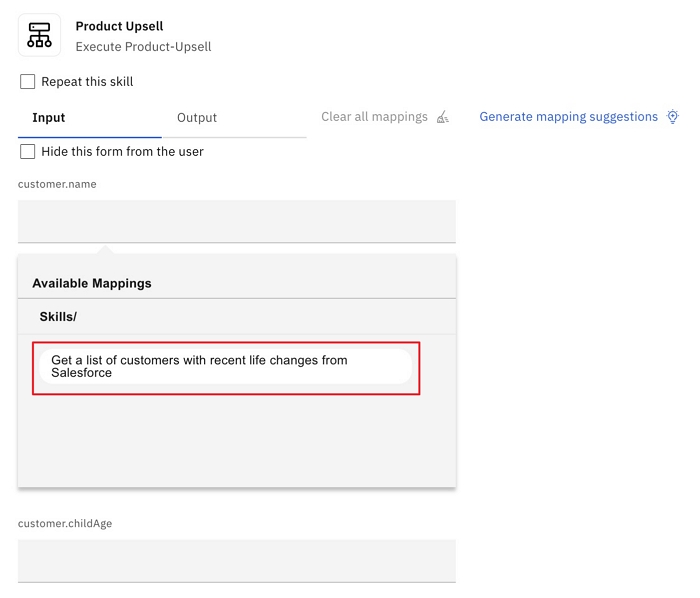 Product Upsell
Execute Product-Upsell
Repeat this skill
Input
Output
Clear all mappings
Generate mapping suggestions
Hide this form from the user
customer.name
Available Mappings
Skills/
Get a list of customers with recent life changes from
Salesforce
customer.childAge